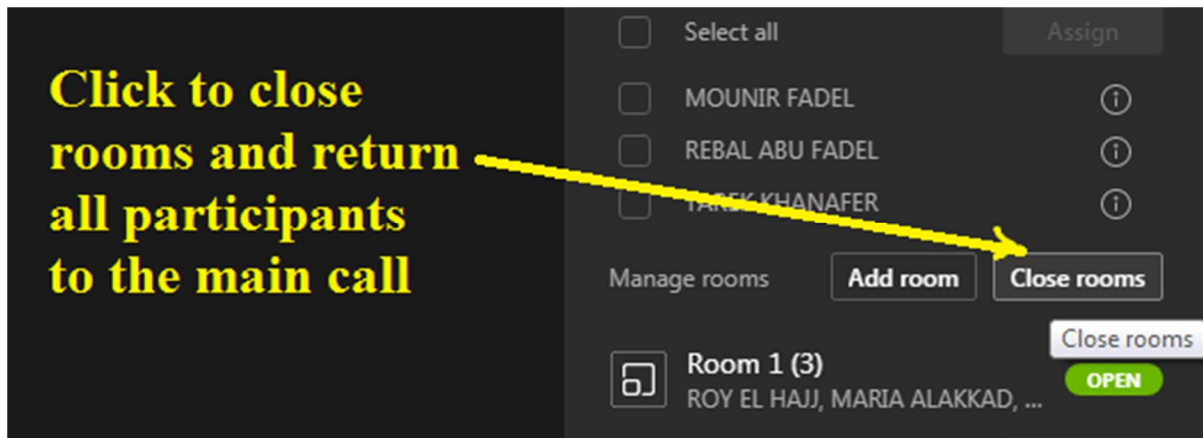 Click to close
rooms and return
all participants
to the main call
Select all
Assign
MOUNIR FADEL
REBAL ABU FADEL
TAREK KHANAFER
Manage rooms
Add room
Close rooms
Close rooms
Room 1 (3)
OPEN
ROY EL HAJJ, MARIA ALAKKAD, ...